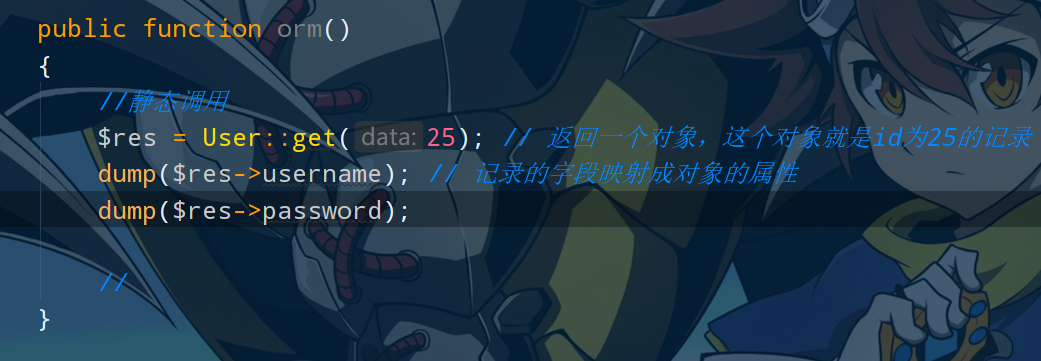 public function orm()
{
//静态调用
$res = User::get( data: 25); // 返回一个对象，这个对象就是id为25的记录
dump($res->username); // 记录的字段映射成对象的属性
dump($res->password);
//
}